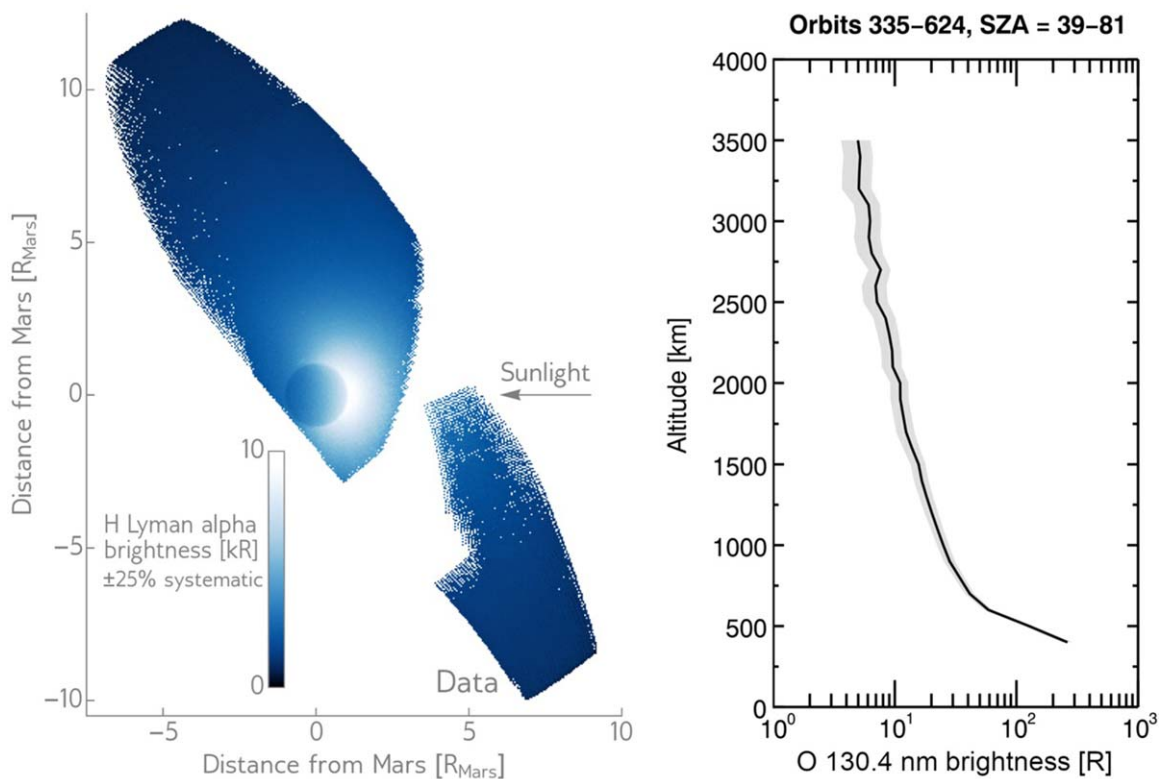 10
5
0
−5
−10
Distance from Mars [R_Mars]
−5
0
5
10
Distance from Mars [R_Mars]
Sunlight
10
H Lyman alpha
brightness [kR]
±25% systematic
0
Data
Orbits 335−624, SZA = 39−81
4000
3500
3000
2500
2000
1500
1000
500
0
Altitude [km]
10⁰
10¹
10²
10³
O 130.4 nm brightness [R]